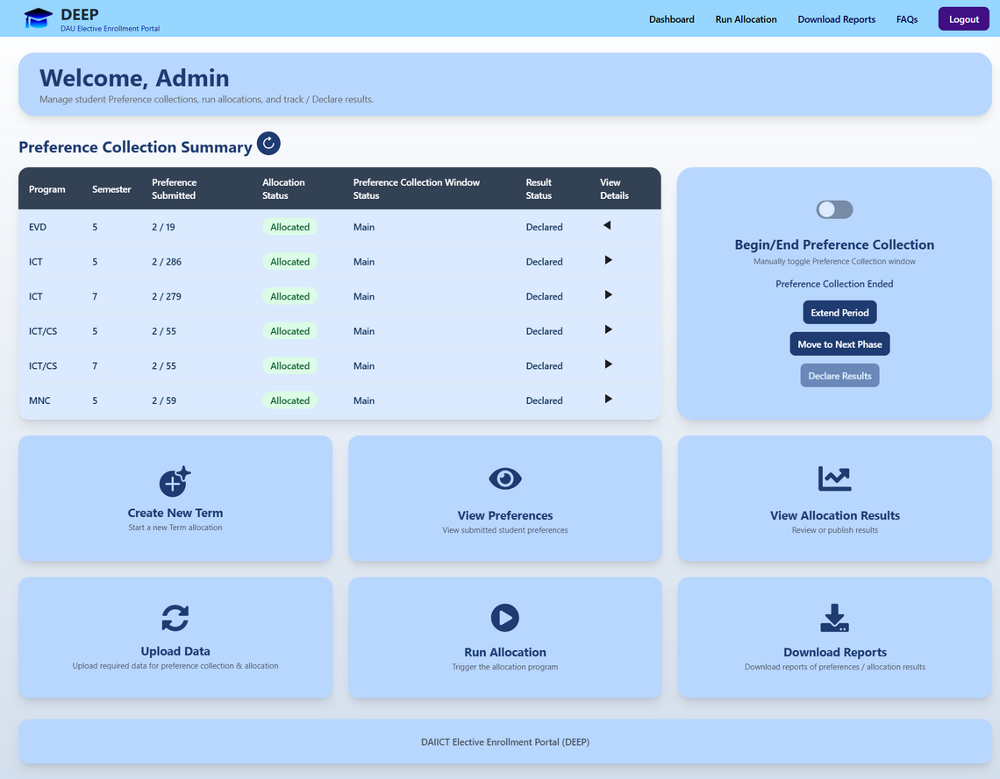 DEEP
DAU Elective Enrollment Portal
Dashboard
Run Allocation
Download Reports
FAQs
Logout
Welcome, Admin
Manage student Preference collections, run allocations, and track / Declare results.
Preference Collection Summary
Program Semester Preference Submitted Allocation Status Preference Collection Window Status Result Status View Details
EVD 5 2 / 19 Allocated Main Declared
ICT 5 2 / 286 Allocated Main Declared
ICT 7 2 / 279 Allocated Main Declared
ICT/CS 5 2 / 55 Allocated Main Declared
ICT/CS 7 2 / 55 Allocated Main Declared
MNC 5 2 / 59 Allocated Main Declared
Begin/End Preference Collection
Manually toggle Preference Collection window
Preference Collection Ended
Extend Period
Move to Next Phase
Declare Results
Create New Term
Start a new Term allocation
View Preferences
View submitted student preferences
View Allocation Results
Review or publish results
Upload Data
Upload required data for preference collection & allocation
Run Allocation
Trigger the allocation program
Download Reports
Download reports of preferences / allocation results
DAIICT Elective Enrollment Portal (DEEP)